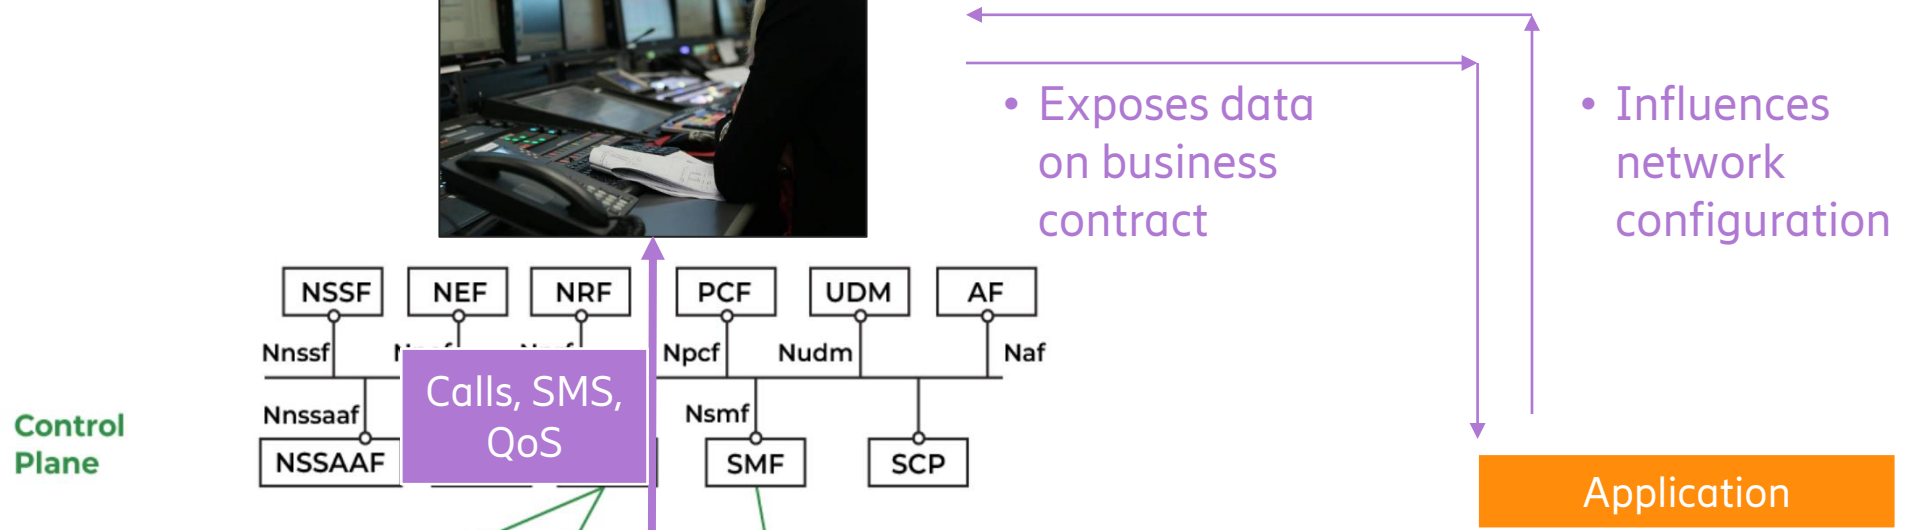 • Exposes data
on business
contract
• Influences
network
configuration
NSSF NEF NRF PCF UDM AF
Nnssf Npcf Nudm Naf
Calls, SMS,
QoS
Nnssaaf Nsmf
Control
Plane
NSSAAF SMF SCP
Application